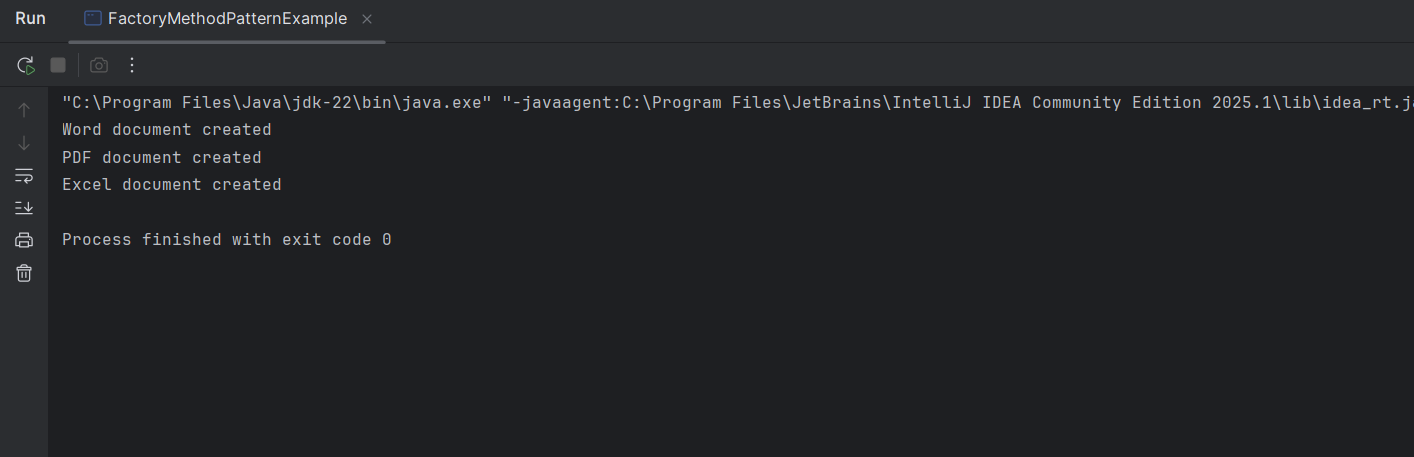 Run FactoryMethodPatternExample
"C:\Program Files\Java\jdk-22\bin\java.exe" "-javaagent:C:\Program Files\JetBrains\IntelliJ IDEA Community Edition 2025.1\lib\idea_rt.ja
Word document created
PDF document created
Excel document created
Process finished with exit code 0